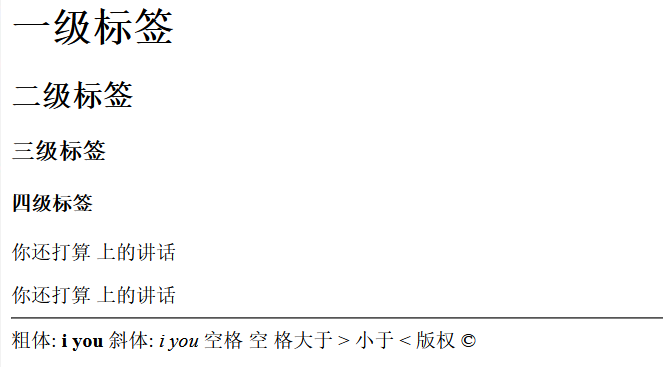 一级标签
二级标签
三级标签
四级标签
你还打算 上的讲话
你还打算 上的讲话
粗体: i you 斜体: i you 空格 空 格大于 > 小于 < 版权 ©